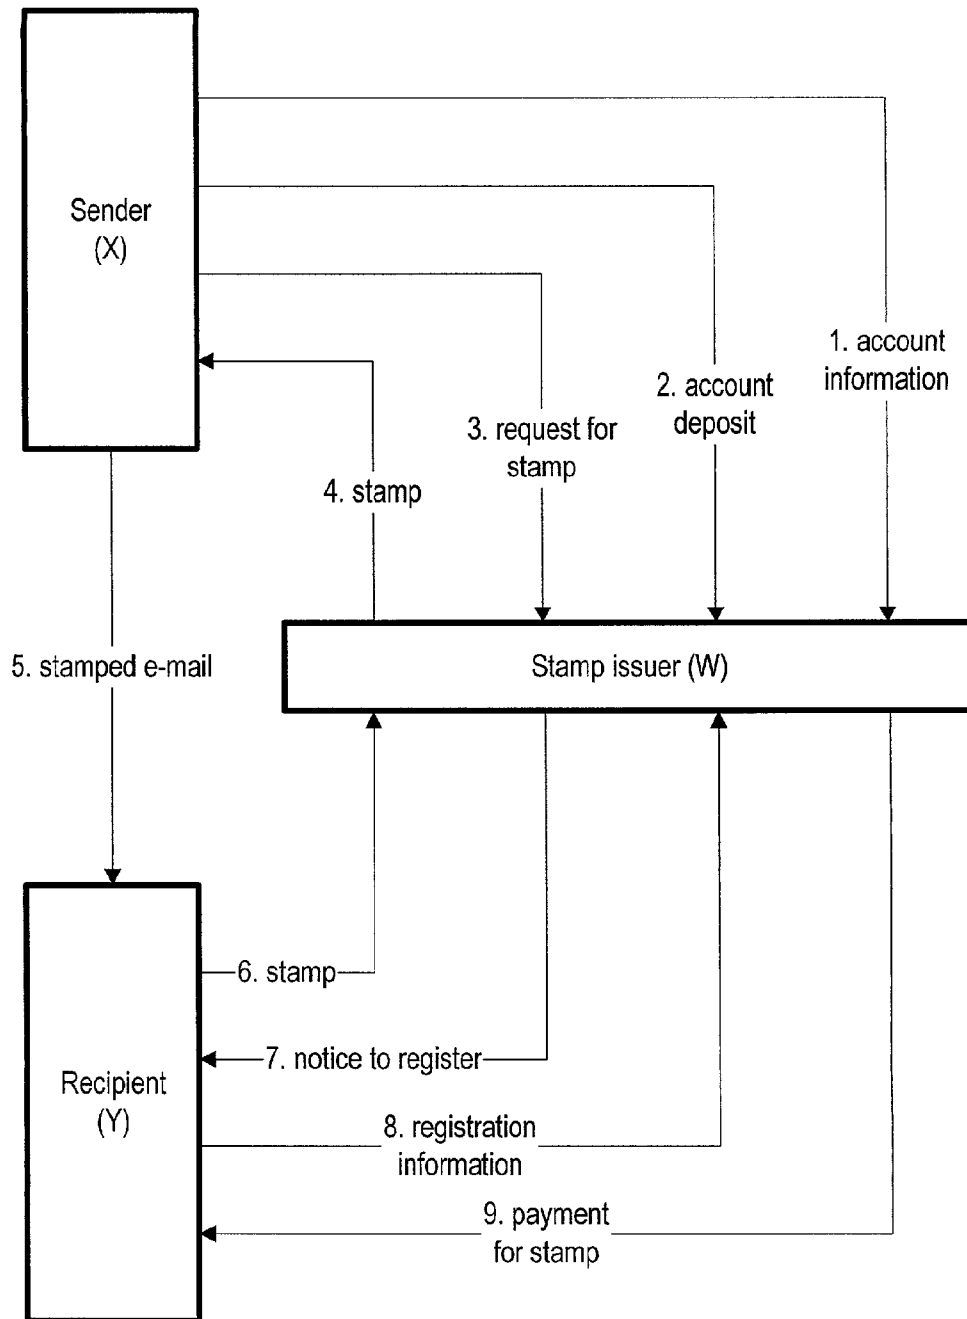 Sender
(X)
1. account
information
2. account
deposit
3. request for
stamp
4. stamp
5. stamped e-mail
Stamp issuer (W)
6. stamp
7. notice to register
Recipient
(Y)
8. registration
information
9. payment
for stamp